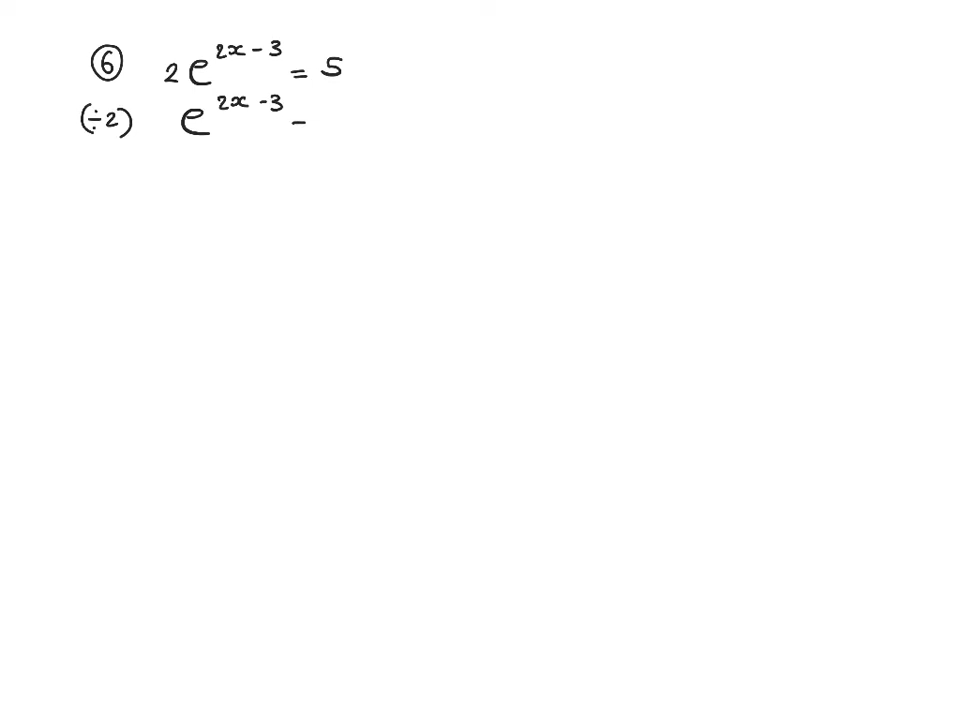 ⑥ 2e^{2x-3} = 5
(÷2) e^{2x-3} -